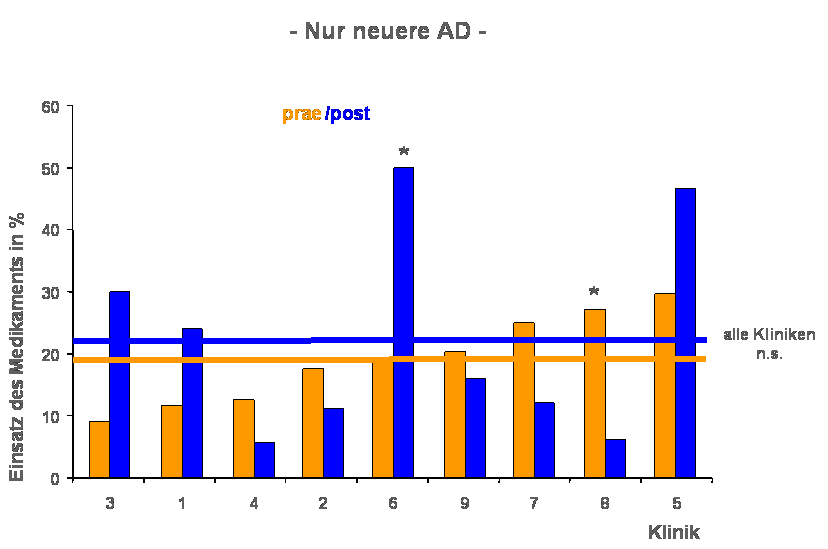 - Nur neuere AD -
prae/post
Einsatz des Medikaments in %
60
50
40
30
20
10
0
*
*
alle Kliniken
n.s.
3 1 4 2 6 9 7 8 5
Klinik